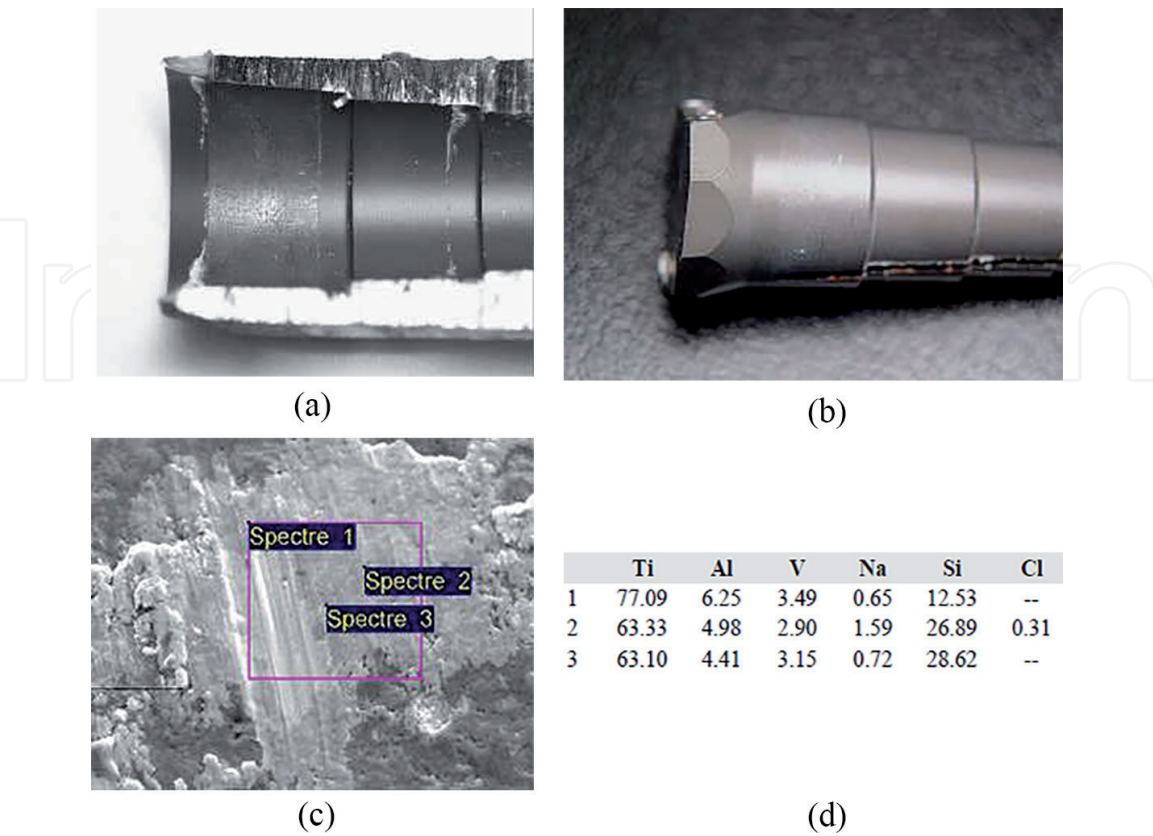 (a)
(b)
Spectre 1
Spectre 2
Spectre 3
(c)
Ti Al V Na Si Cl
1 77.09 6.25 3.49 0.65 12.53 --
2 63.33 4.98 2.90 1.59 26.89 0.31
3 63.10 4.41 3.15 0.72 28.62 --
(d)